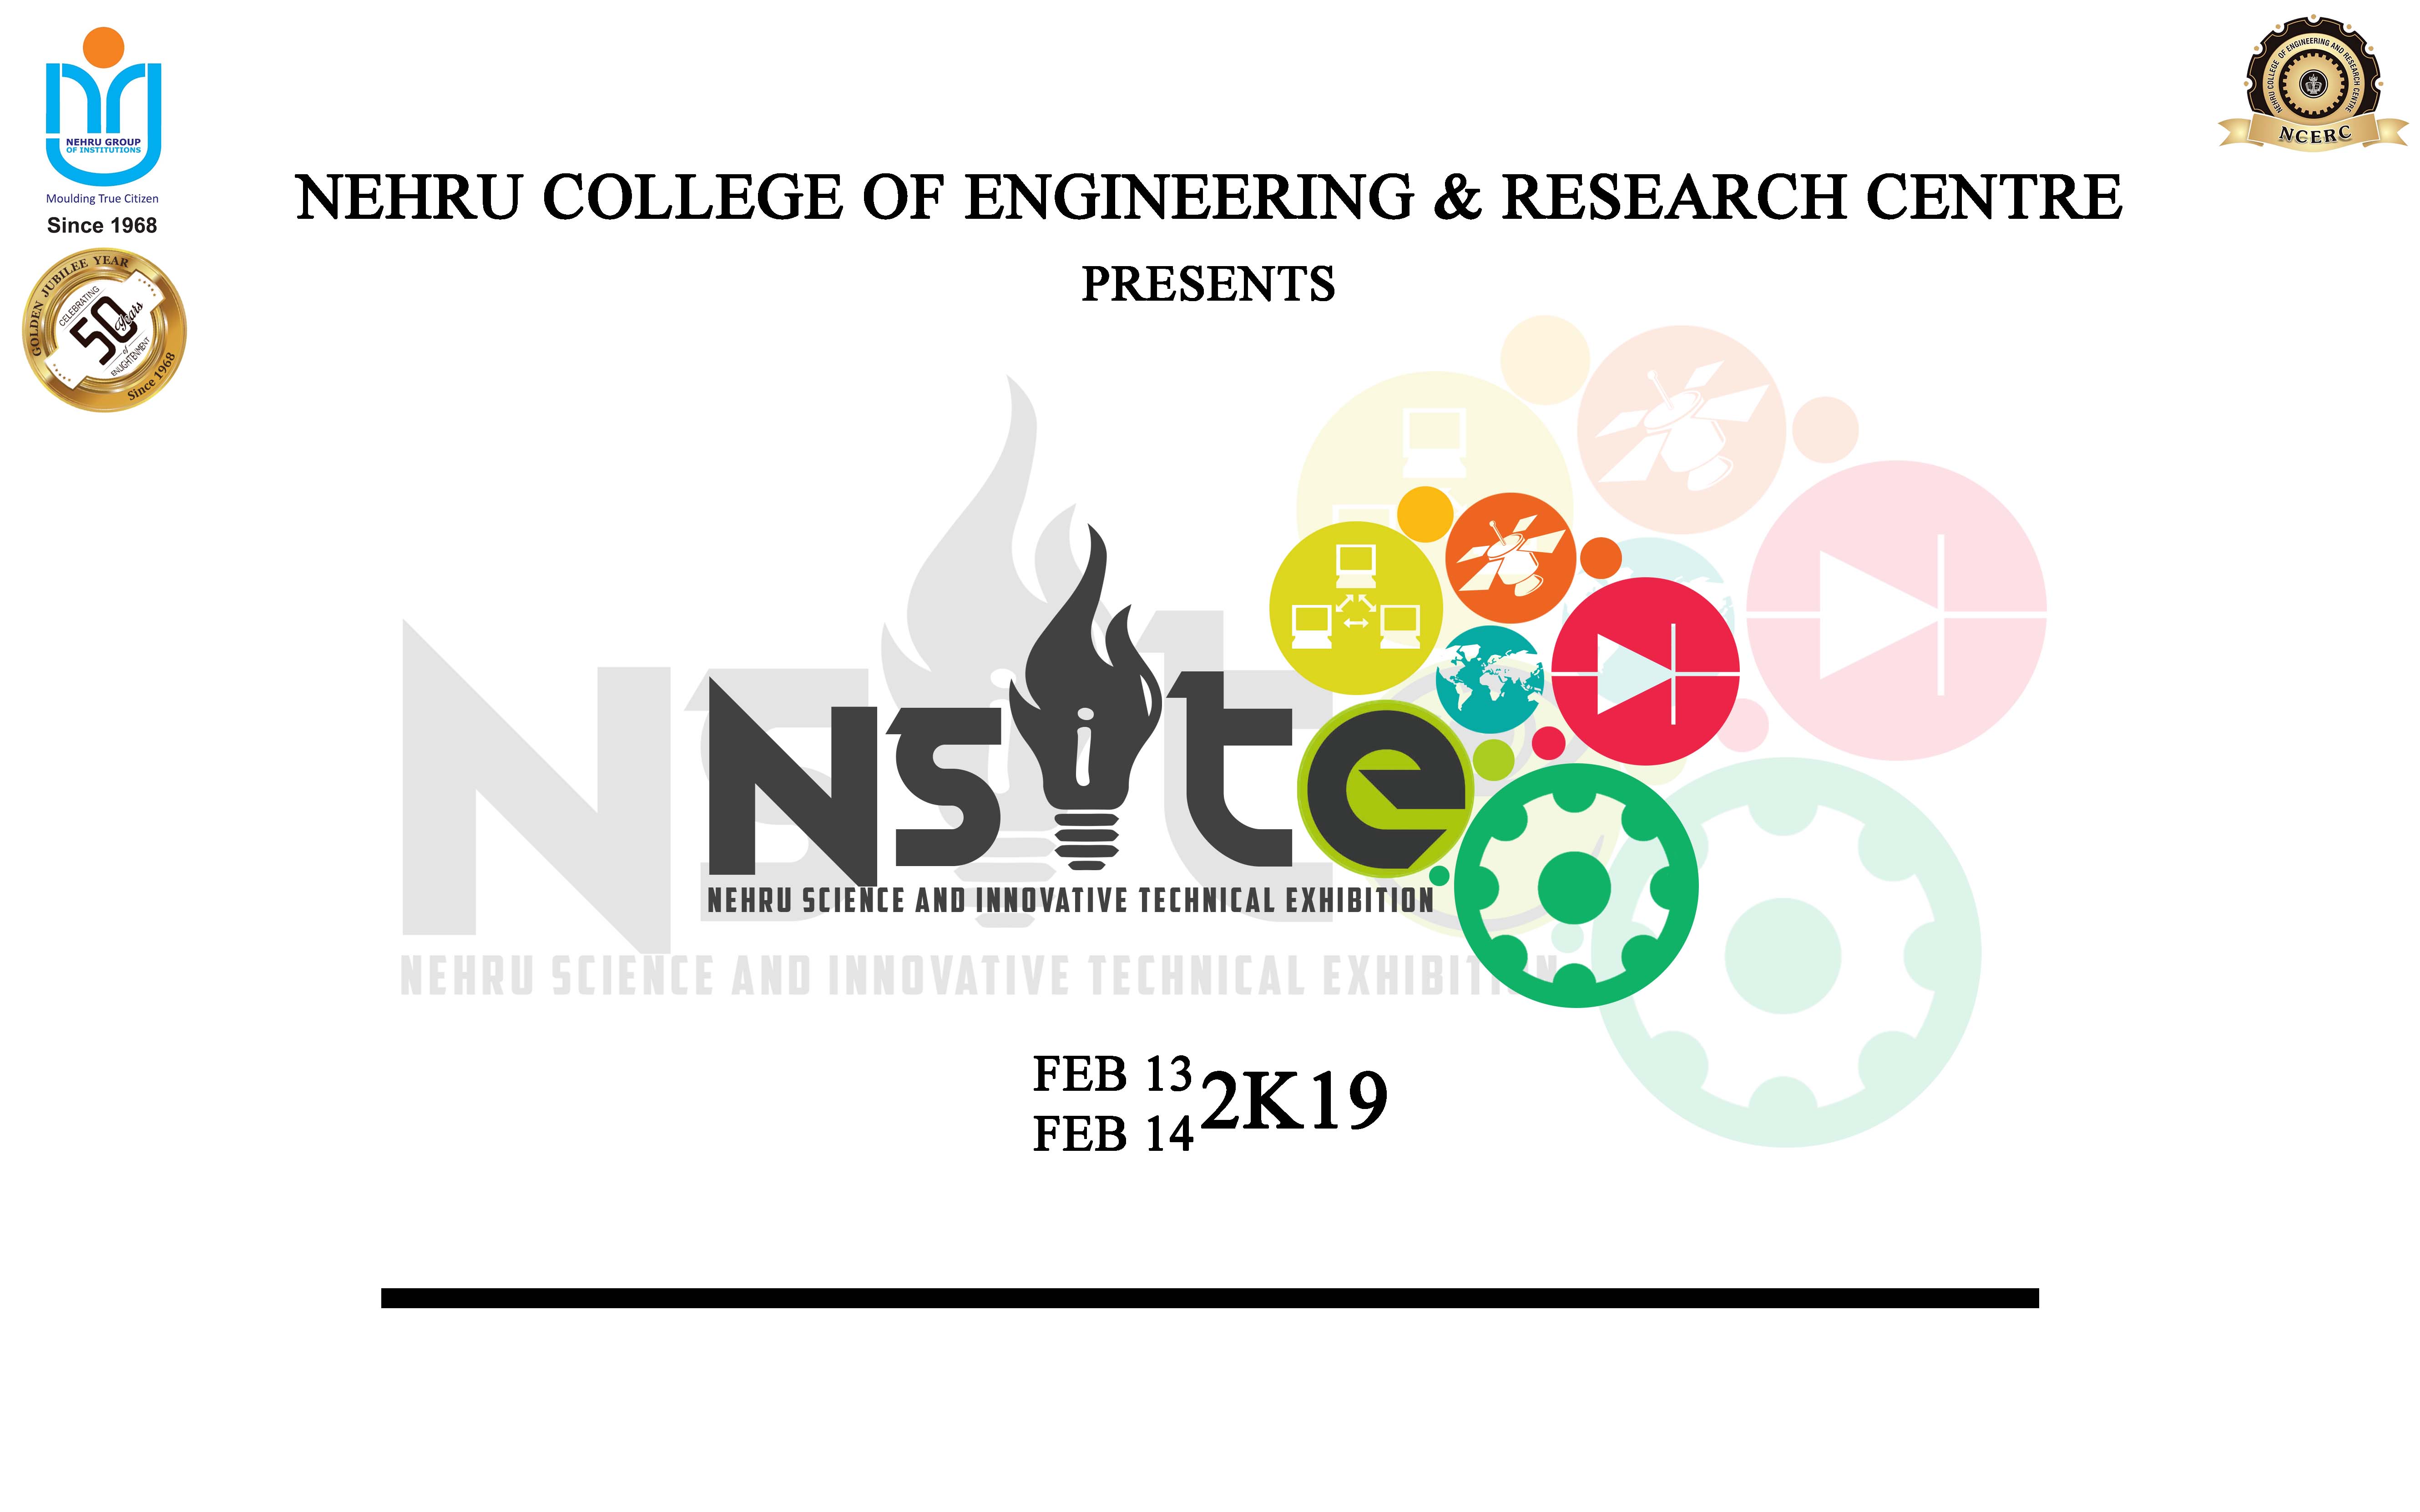 NEHRU GROUP
OF INSTITUTIONS
Moulding True Citizen
Since 1968
GOLDEN JUBILEE YEAR
CELEBRATING
50 Years
of
ENLIGHTENMENT
Since 1968
NEHRU COLLEGE OF ENGINEERING AND RESEARCH CENTRE
NCERC
NEHRU COLLEGE OF ENGINEERING & RESEARCH CENTRE
PRESENTS
Nsite
NEHRU SCIENCE AND INNOVATIVE TECHNICAL EXHIBITION
NEHRU SCIENCE AND INNOVATIVE TECHNICAL EXHIBITION
FEB 13
FEB 14
2K19